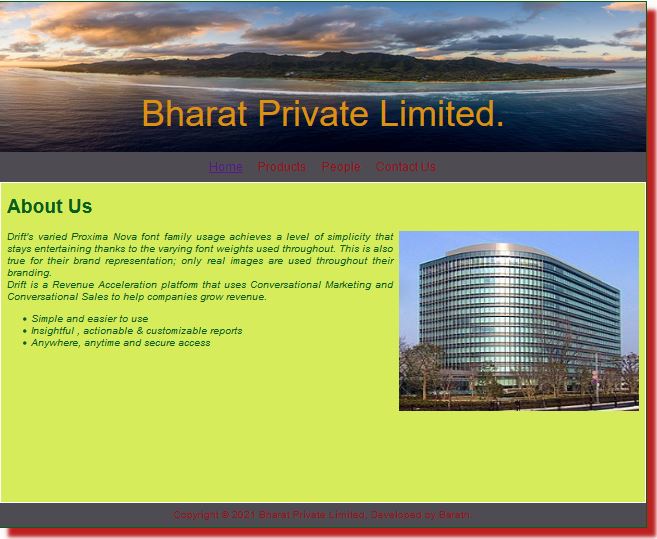 Bharat Private Limited.
Home Products People Contact Us
About Us
Drift's varied Proxima Nova font family usage achieves a level of simplicity that
stays entertaining thanks to the varying font weights used throughout. This is also
true for their brand representation; only real images are used throughout their
branding.
Drift is a Revenue Acceleration platform that uses Conversational Marketing and
Conversational Sales to help companies grow revenue.
• Simple and easier to use
• Insightful , actionable & customizable reports
• Anywhere, anytime and secure access
Copyright © 2021 Bharat Private Limited, Developed by Barath.